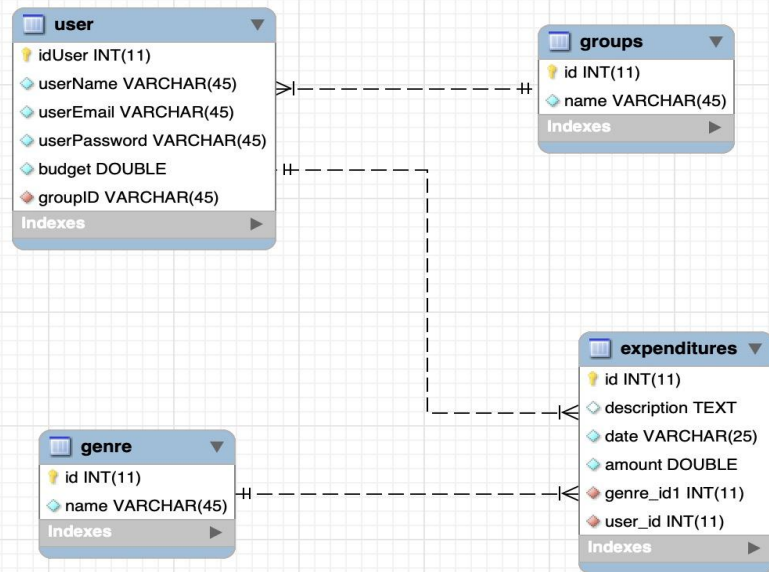 user
idUser INT(11)
userName VARCHAR(45)
userEmail VARCHAR(45)
userPassword VARCHAR(45)
budget DOUBLE
groupID VARCHAR(45)
Indexes
groups
id INT(11)
name VARCHAR(45)
Indexes
genre
id INT(11)
name VARCHAR(45)
Indexes
expenditures
id INT(11)
description TEXT
date VARCHAR(25)
amount DOUBLE
genre_id1 INT(11)
user_id INT(11)
Indexes